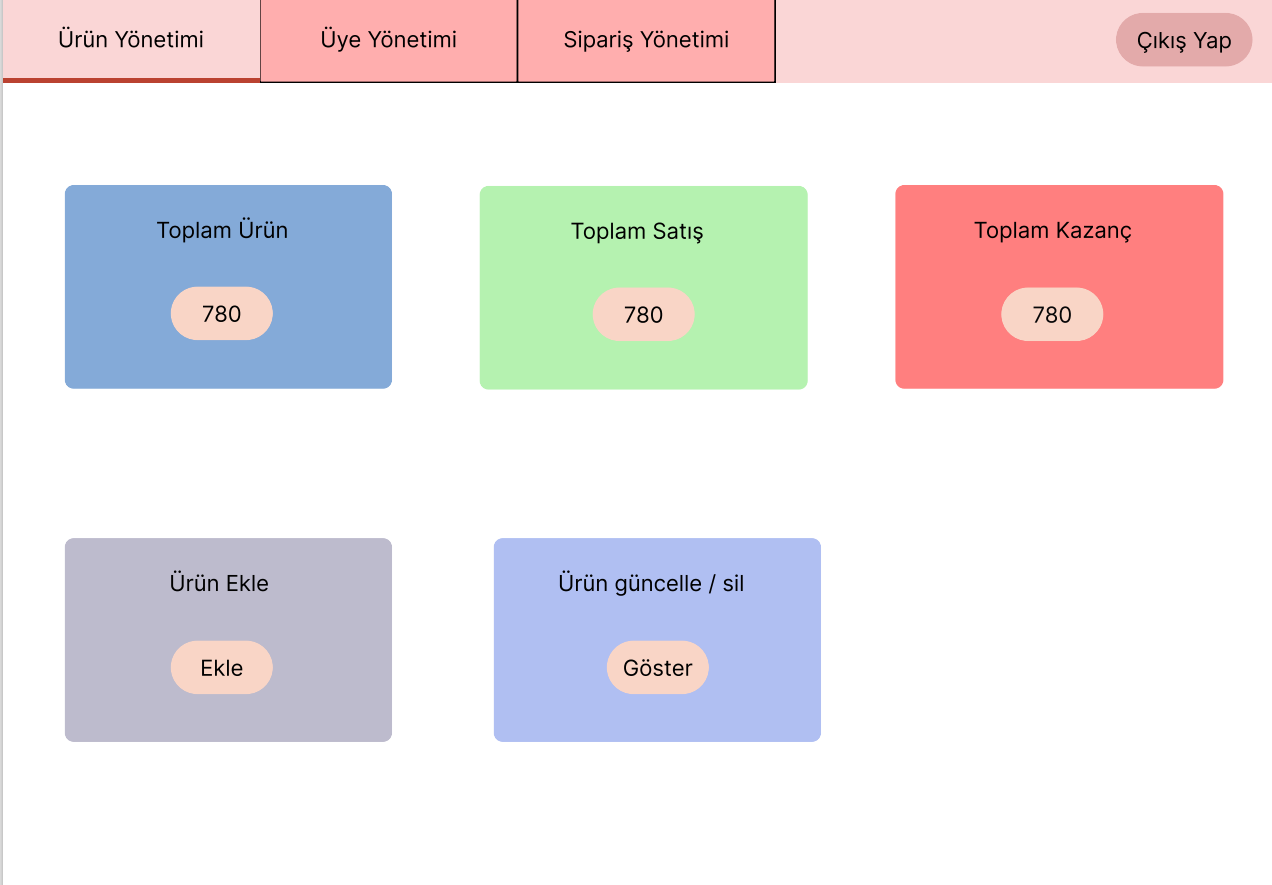 Ürün Yönetimi
Üye Yönetimi
Sipariş Yönetimi
Çıkış Yap
Toplam Ürün
Toplam Satış
Toplam Kazanç
780
780
780
Ürün Ekle
Ürün güncelle / sil
Ekle
Göster